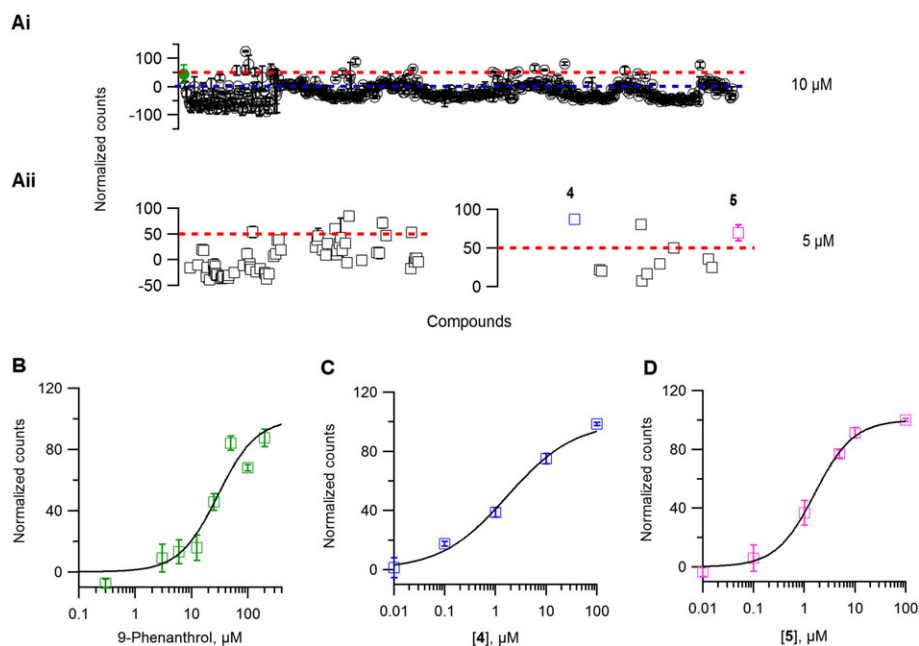 Ai
Normalized counts
100
0
-100
10 µM
Aii
100
50
0
-50
100
50
0
4
5
5 µM
Compounds
B
Normalized counts
120
80
40
0
0.1
1
10
100
9-Phenanthrol, µM
C
Normalized counts
120
80
40
0
0.01
0.1
1
10
100
[4], µM
D
Normalized counts
120
80
40
0
0.01
0.1
1
10
100
[5], µM